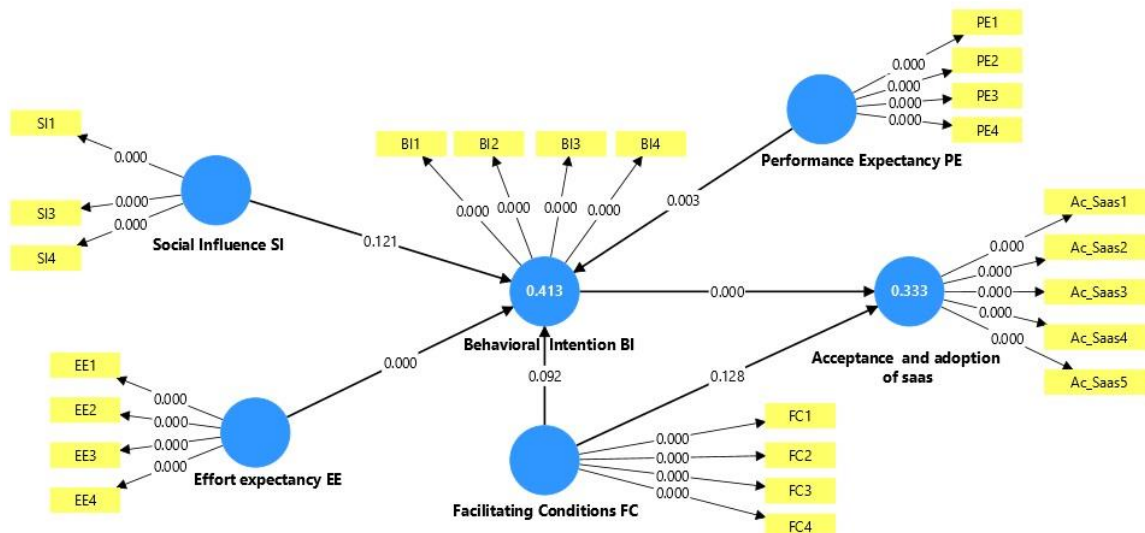 PE1
0.000
PE2
0.000
PE3
0.000
PE4
0.000
Performance Expectancy PE
SI1
0.000
SI3
0.000
SI4
0.000
Social Influence SI
BI1
BI2
BI3
BI4
0.000
0.000
0.000
0.000
0.003
0.121
0.413
Behavioral Intention BI
0.000
0.333
Acceptance and adoption
of saas
Ac_Saas1
0.000
Ac_Saas2
0.000
Ac_Saas3
0.000
Ac_Saas4
0.000
Ac_Saas5
0.000
EE1
0.000
EE2
0.000
EE3
0.000
EE4
0.000
Effort expectancy EE
0.000
0.092
0.128
Facilitating Conditions FC
FC1
0.000
FC2
0.000
FC3
0.000
FC4
0.000